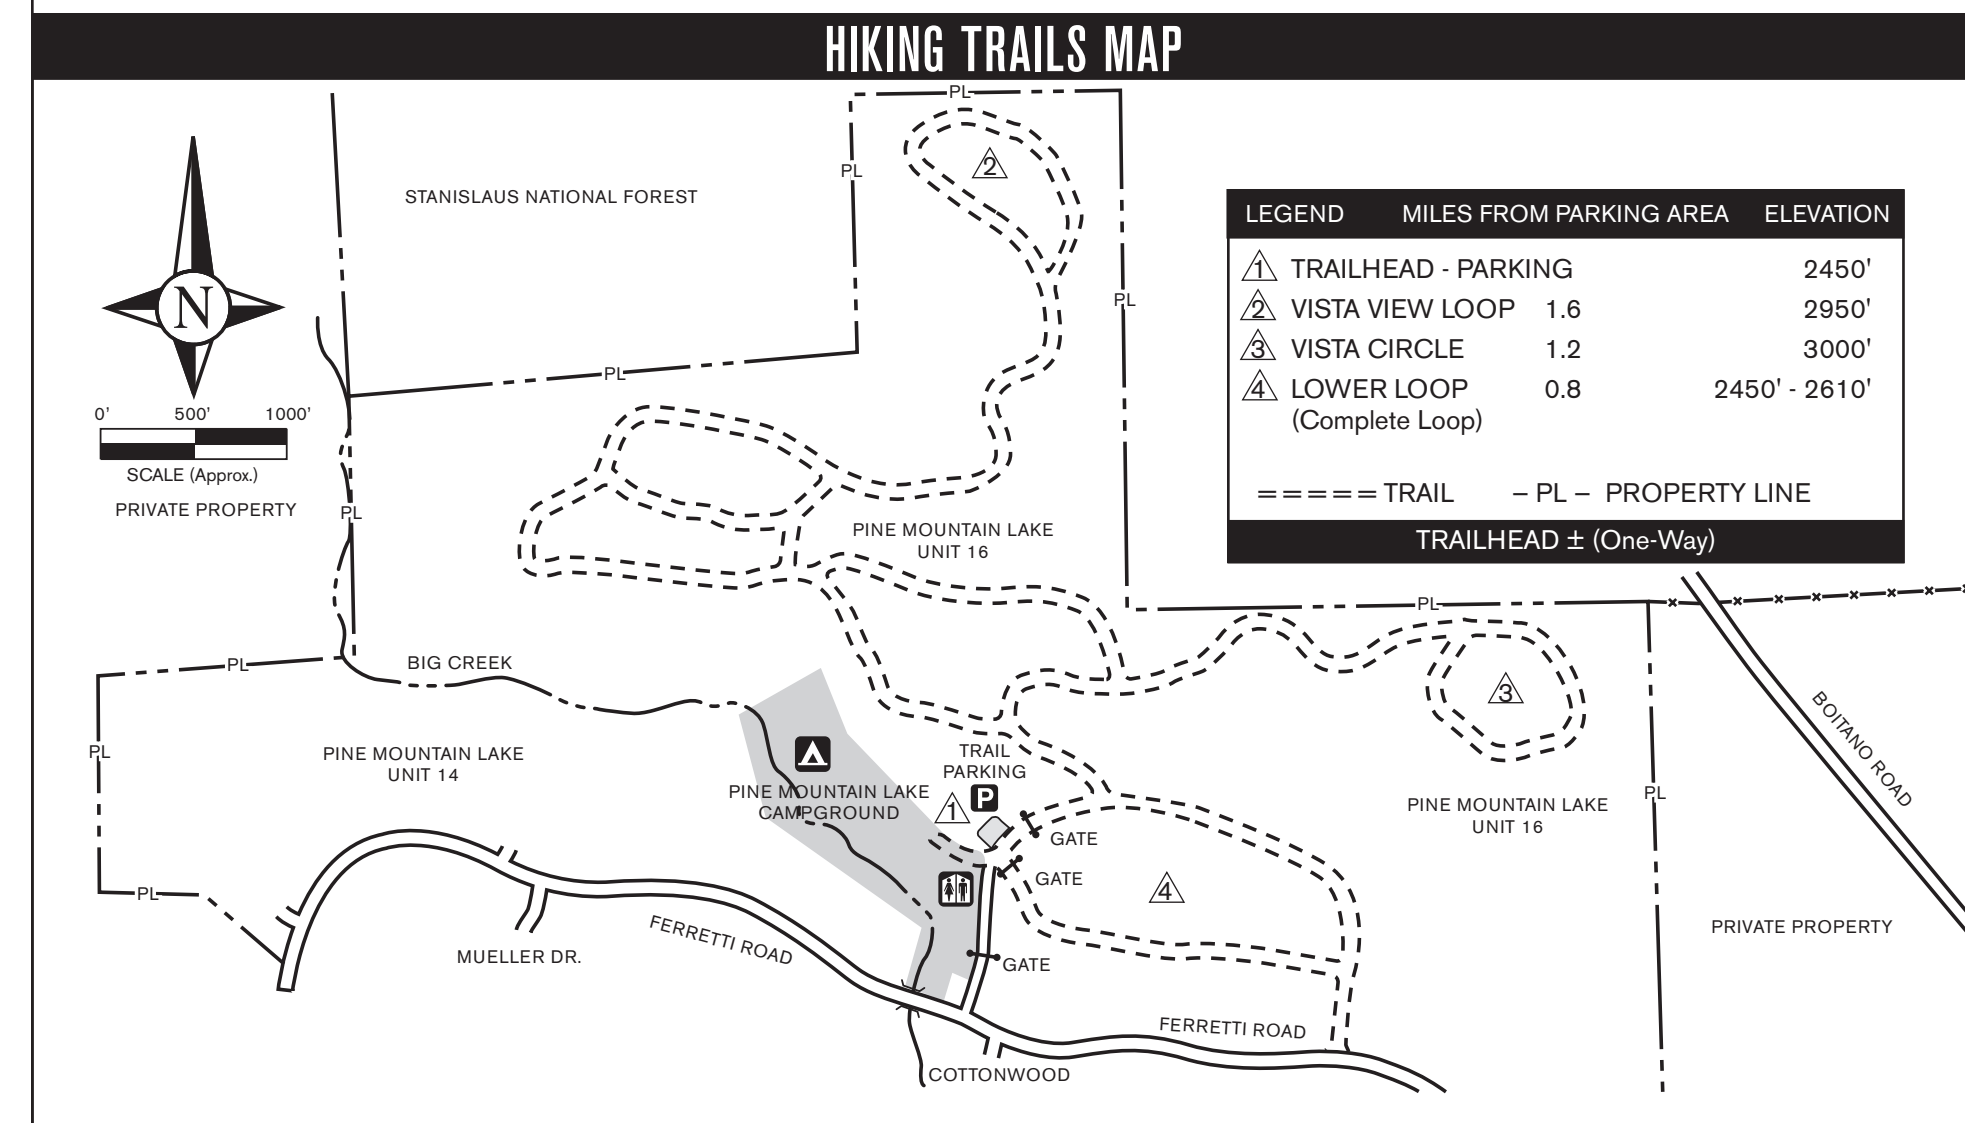 HIKING TRAILS MAP
PL
PL
2
STANISLAUS NATIONAL FOREST
LEGEND MILES FROM PARKING AREA ELEVATION
1 TRAILHEAD - PARKING 2450'
2 VISTA VIEW LOOP 1.6 2950'
3 VISTA CIRCLE 1.2 3000'
4 LOWER LOOP 0.8 2450' - 2610'
(Complete Loop)
===== TRAIL – PL – PROPERTY LINE
TRAILHEAD ± (One-Way)
N
PL
PL
0' 500' 1000'
SCALE (Approx.)
PRIVATE PROPERTY
PL
PINE MOUNTAIN LAKE
UNIT 16
PL
PL
BIG CREEK
3
BOITANO ROAD
PL
PINE MOUNTAIN LAKE
UNIT 14
TRAIL
PARKING
P
1
PINE MOUNTAIN LAKE
CAMPGROUND
PINE MOUNTAIN LAKE
UNIT 16
PL
GATE
GATE
4
PL
PRIVATE PROPERTY
MUELLER DR.
FERRETTI ROAD
GATE
FERRETTI ROAD
COTTONWOOD